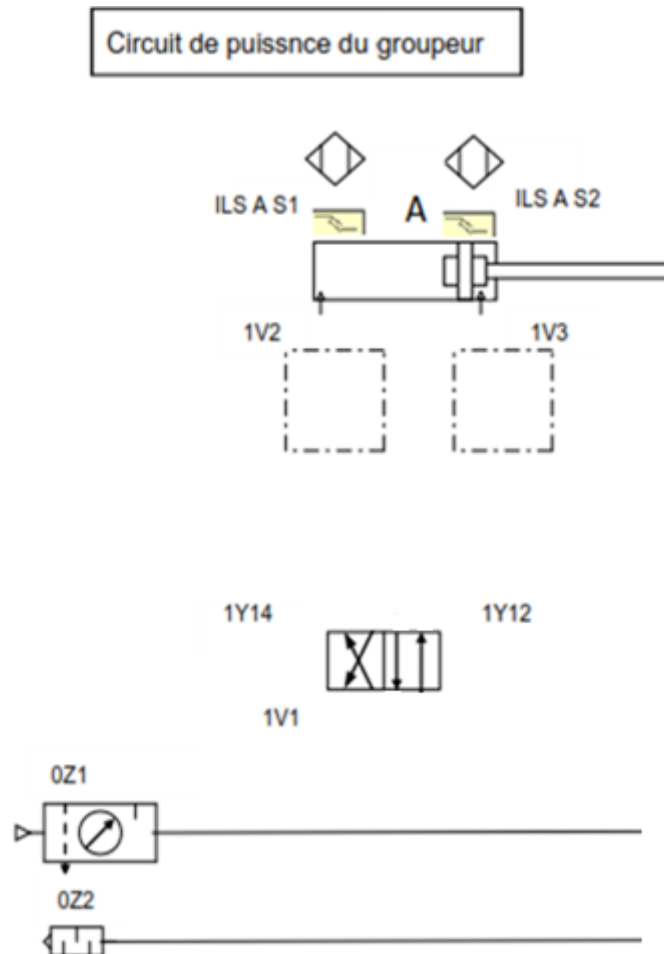 Circuit de puissnce du groupeur
ILS A S1
A
ILS A S2
1V2
1V3
1Y14
1Y12
1V1
0Z1
0Z2